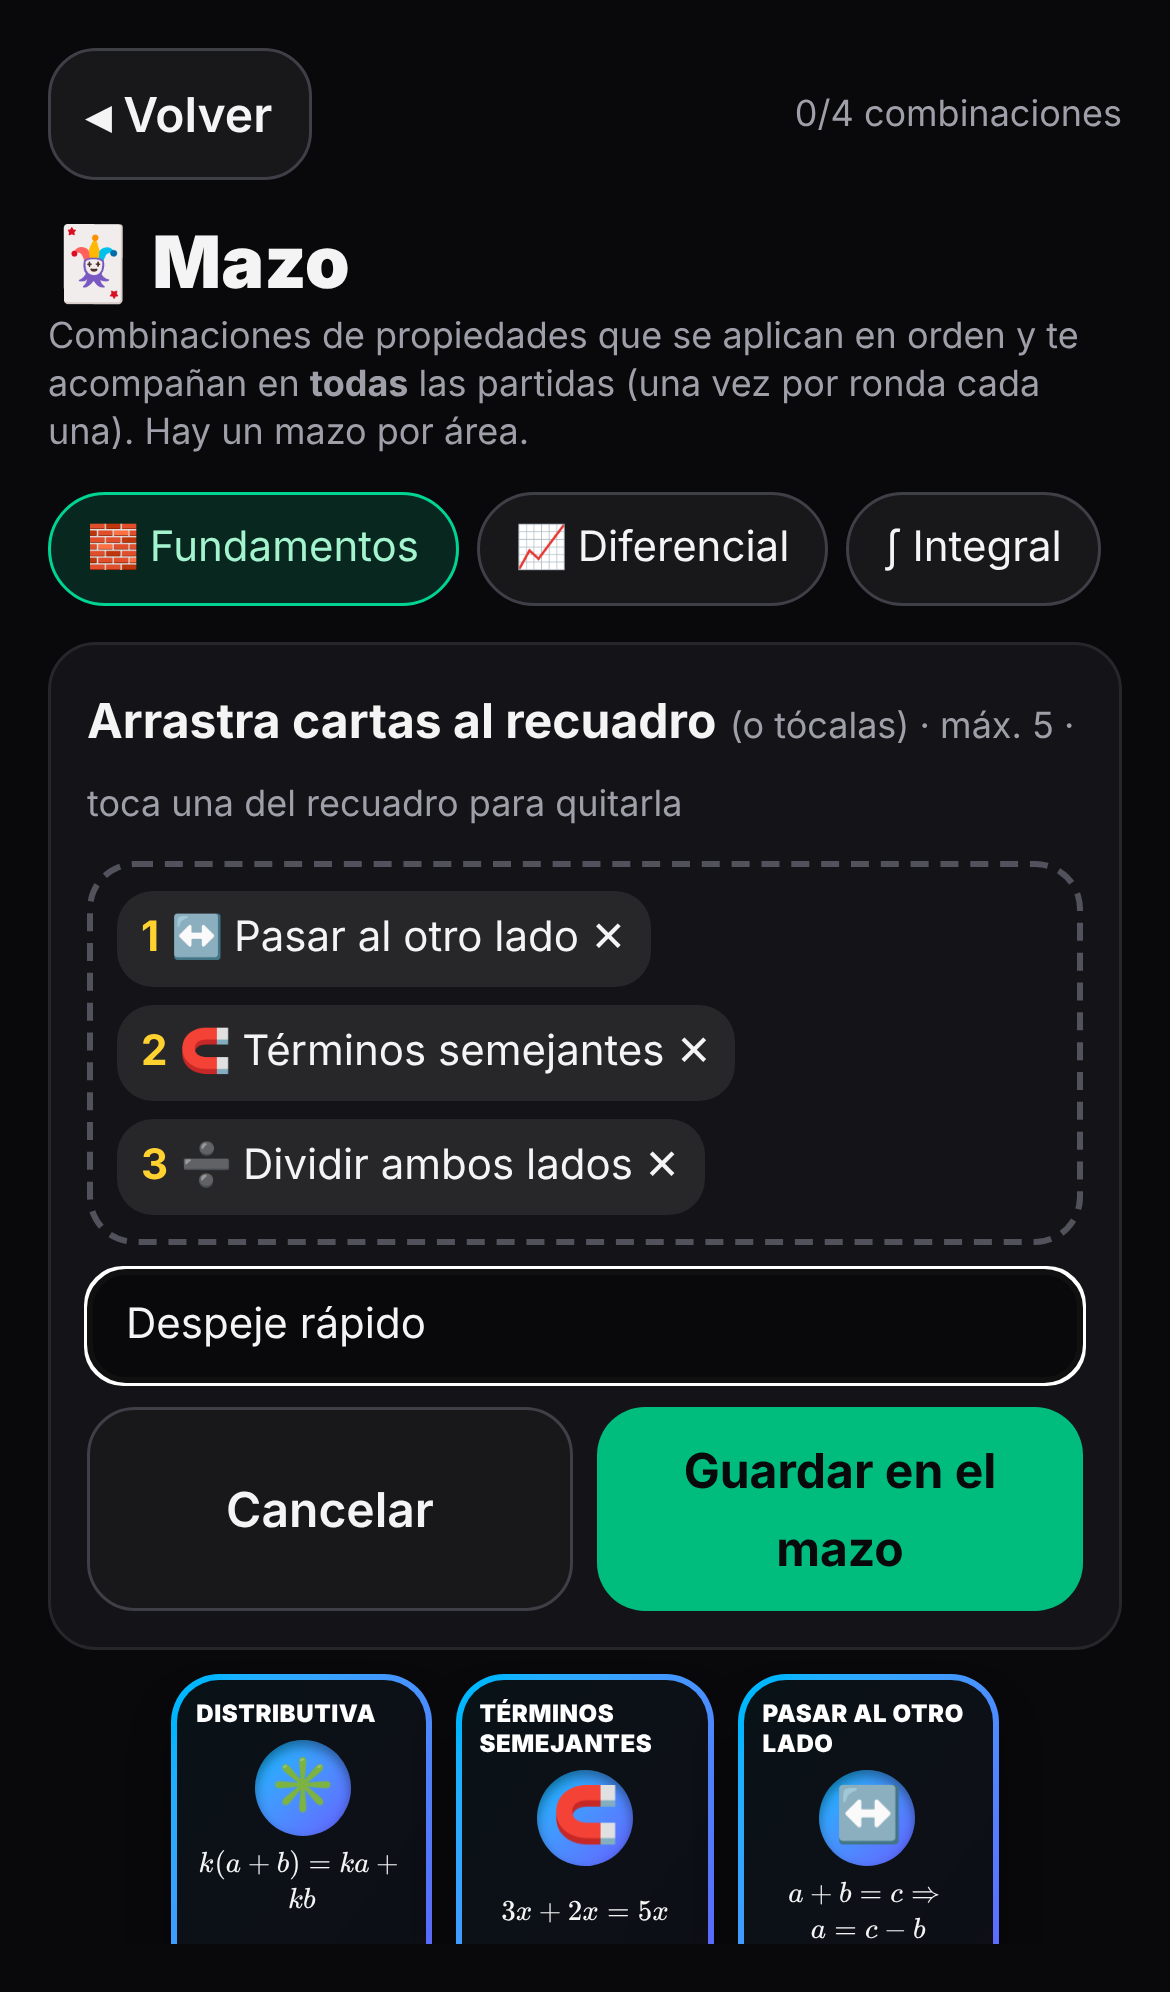 ◀ Volver
0/4 combinaciones
🃏 Mazo
Combinaciones de propiedades que se aplican en orden y te
acompañan en todas las partidas (una vez por ronda cada
una). Hay un mazo por área.
🧱 Fundamentos
📈 Diferencial
∫ Integral
Arrastra cartas al recuadro (o tócalas) · máx. 5 ·
toca una del recuadro para quitarla
1 ↔️ Pasar al otro lado ✕
2 🧲 Términos semejantes ✕
3 ➗ Dividir ambos lados ✕
Despeje rápido
Cancelar
Guardar en el
mazo
DISTRIBUTIVA
k(a + b) = ka +
kb
TÉRMINOS
SEMEJANTES
3x + 2x = 5x
PASAR AL OTRO
LADO
a + b = c ⇒
a = c − b